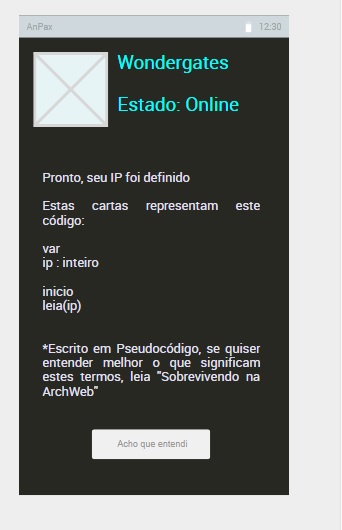 AnPax 12:30
Wondergates
Estado: Online
Pronto, seu IP foi definido
Estas cartas representam este
código:
var
ip : inteiro
inicio
leia(ip)
*Escrito em Pseudocódigo, se quiser
entender melhor o que significam
estes termos, leia "Sobrevivendo na
ArchWeb"
Acho que entendi